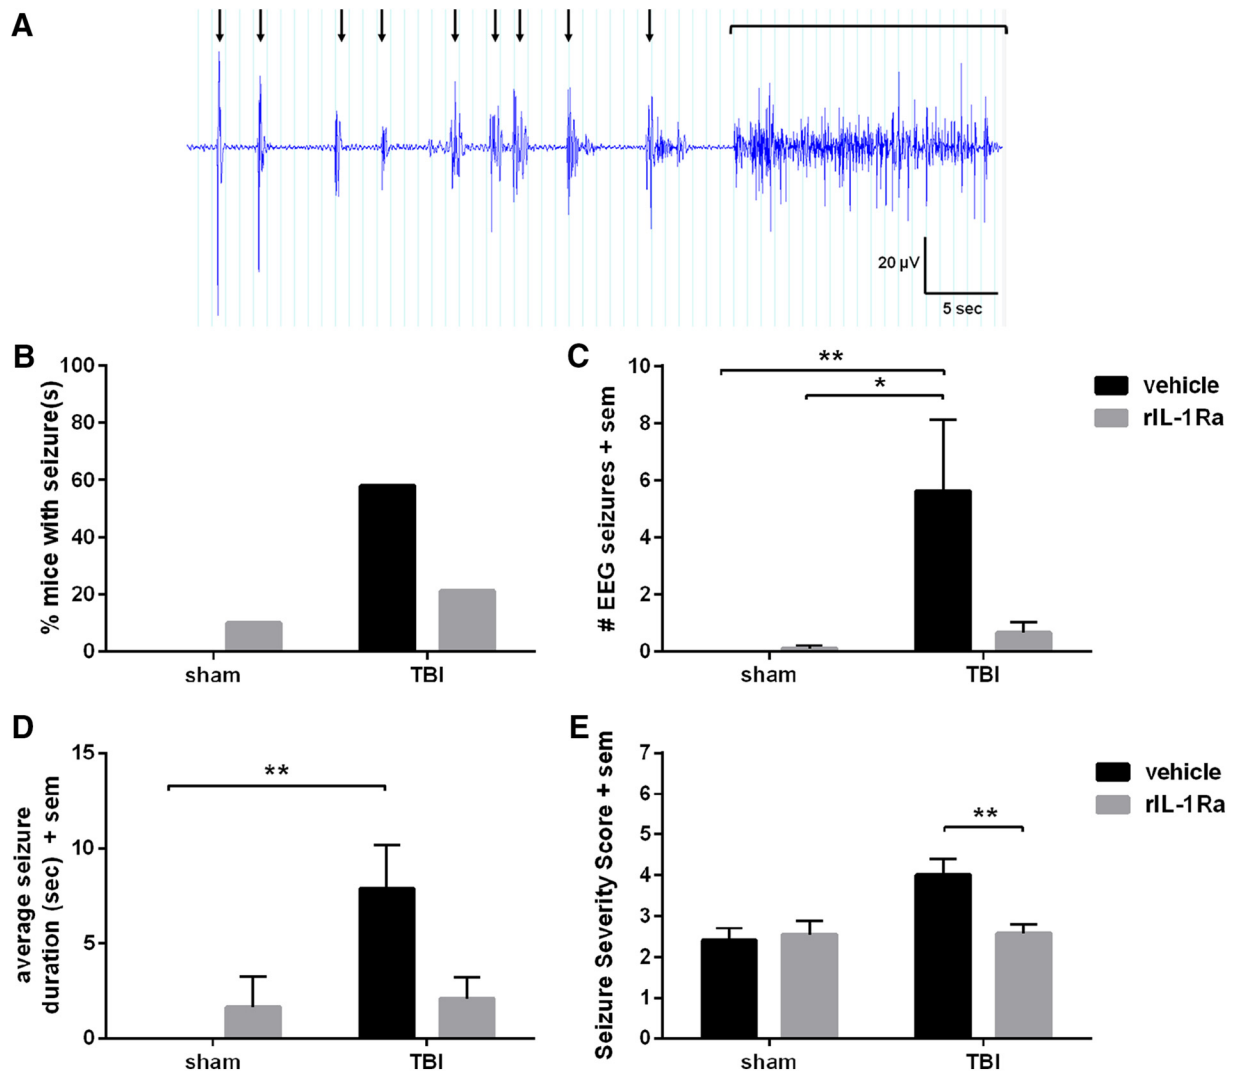 A
20 µV
5 sec
B
% mice with seizure(s)
100
80
60
40
20
0
sham
TBI
C
# EEG seizures + sem
10
8
6
4
2
0
**
*
sham
TBI
vehicle
rIL-1Ra
D
average seizure
duration (sec) + sem
15
10
5
0
**
sham
TBI
E
Seizure Severity Score + sem
7
6
5
4
3
2
1
0
**
sham
TBI
vehicle
rIL-1Ra